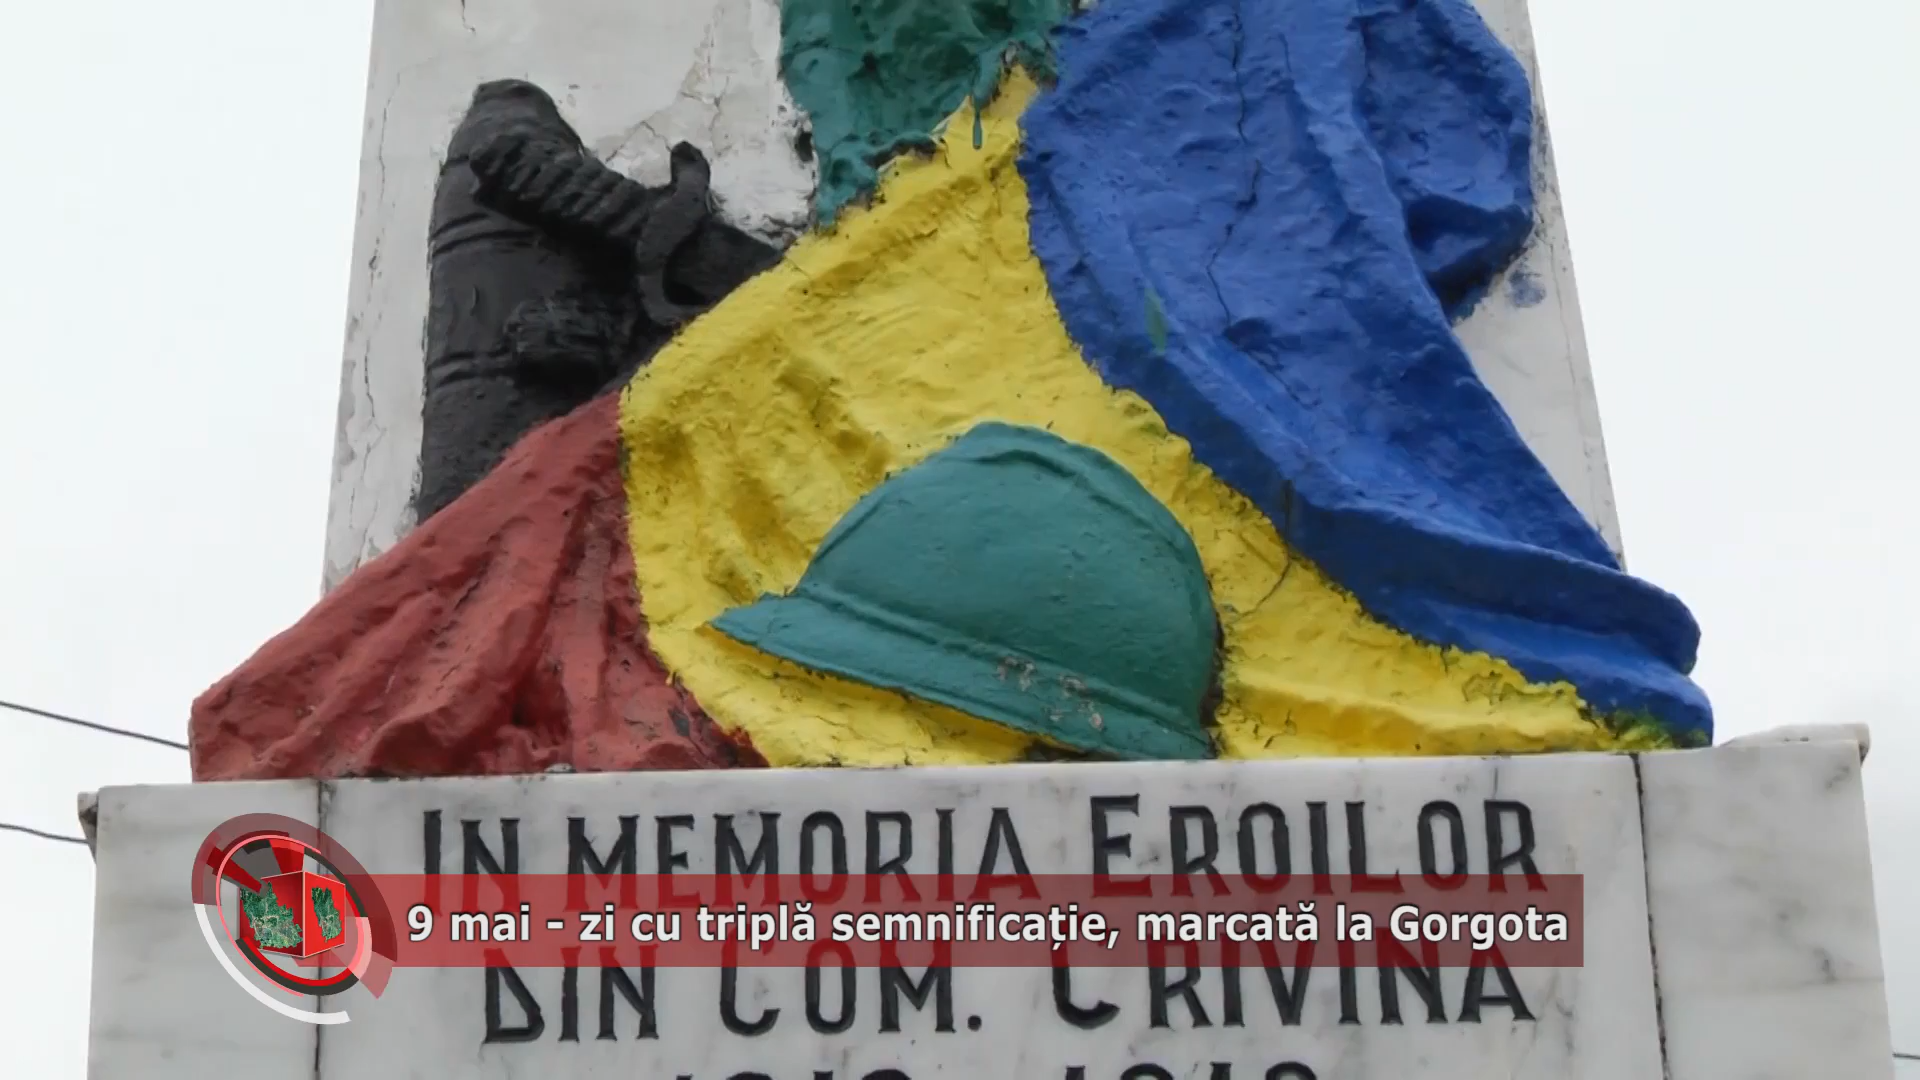 IN MEMORIA EROILOR
9 mai - zi cu triplă semnificație, marcată la Gorgota
DIN COM. CRIVINA